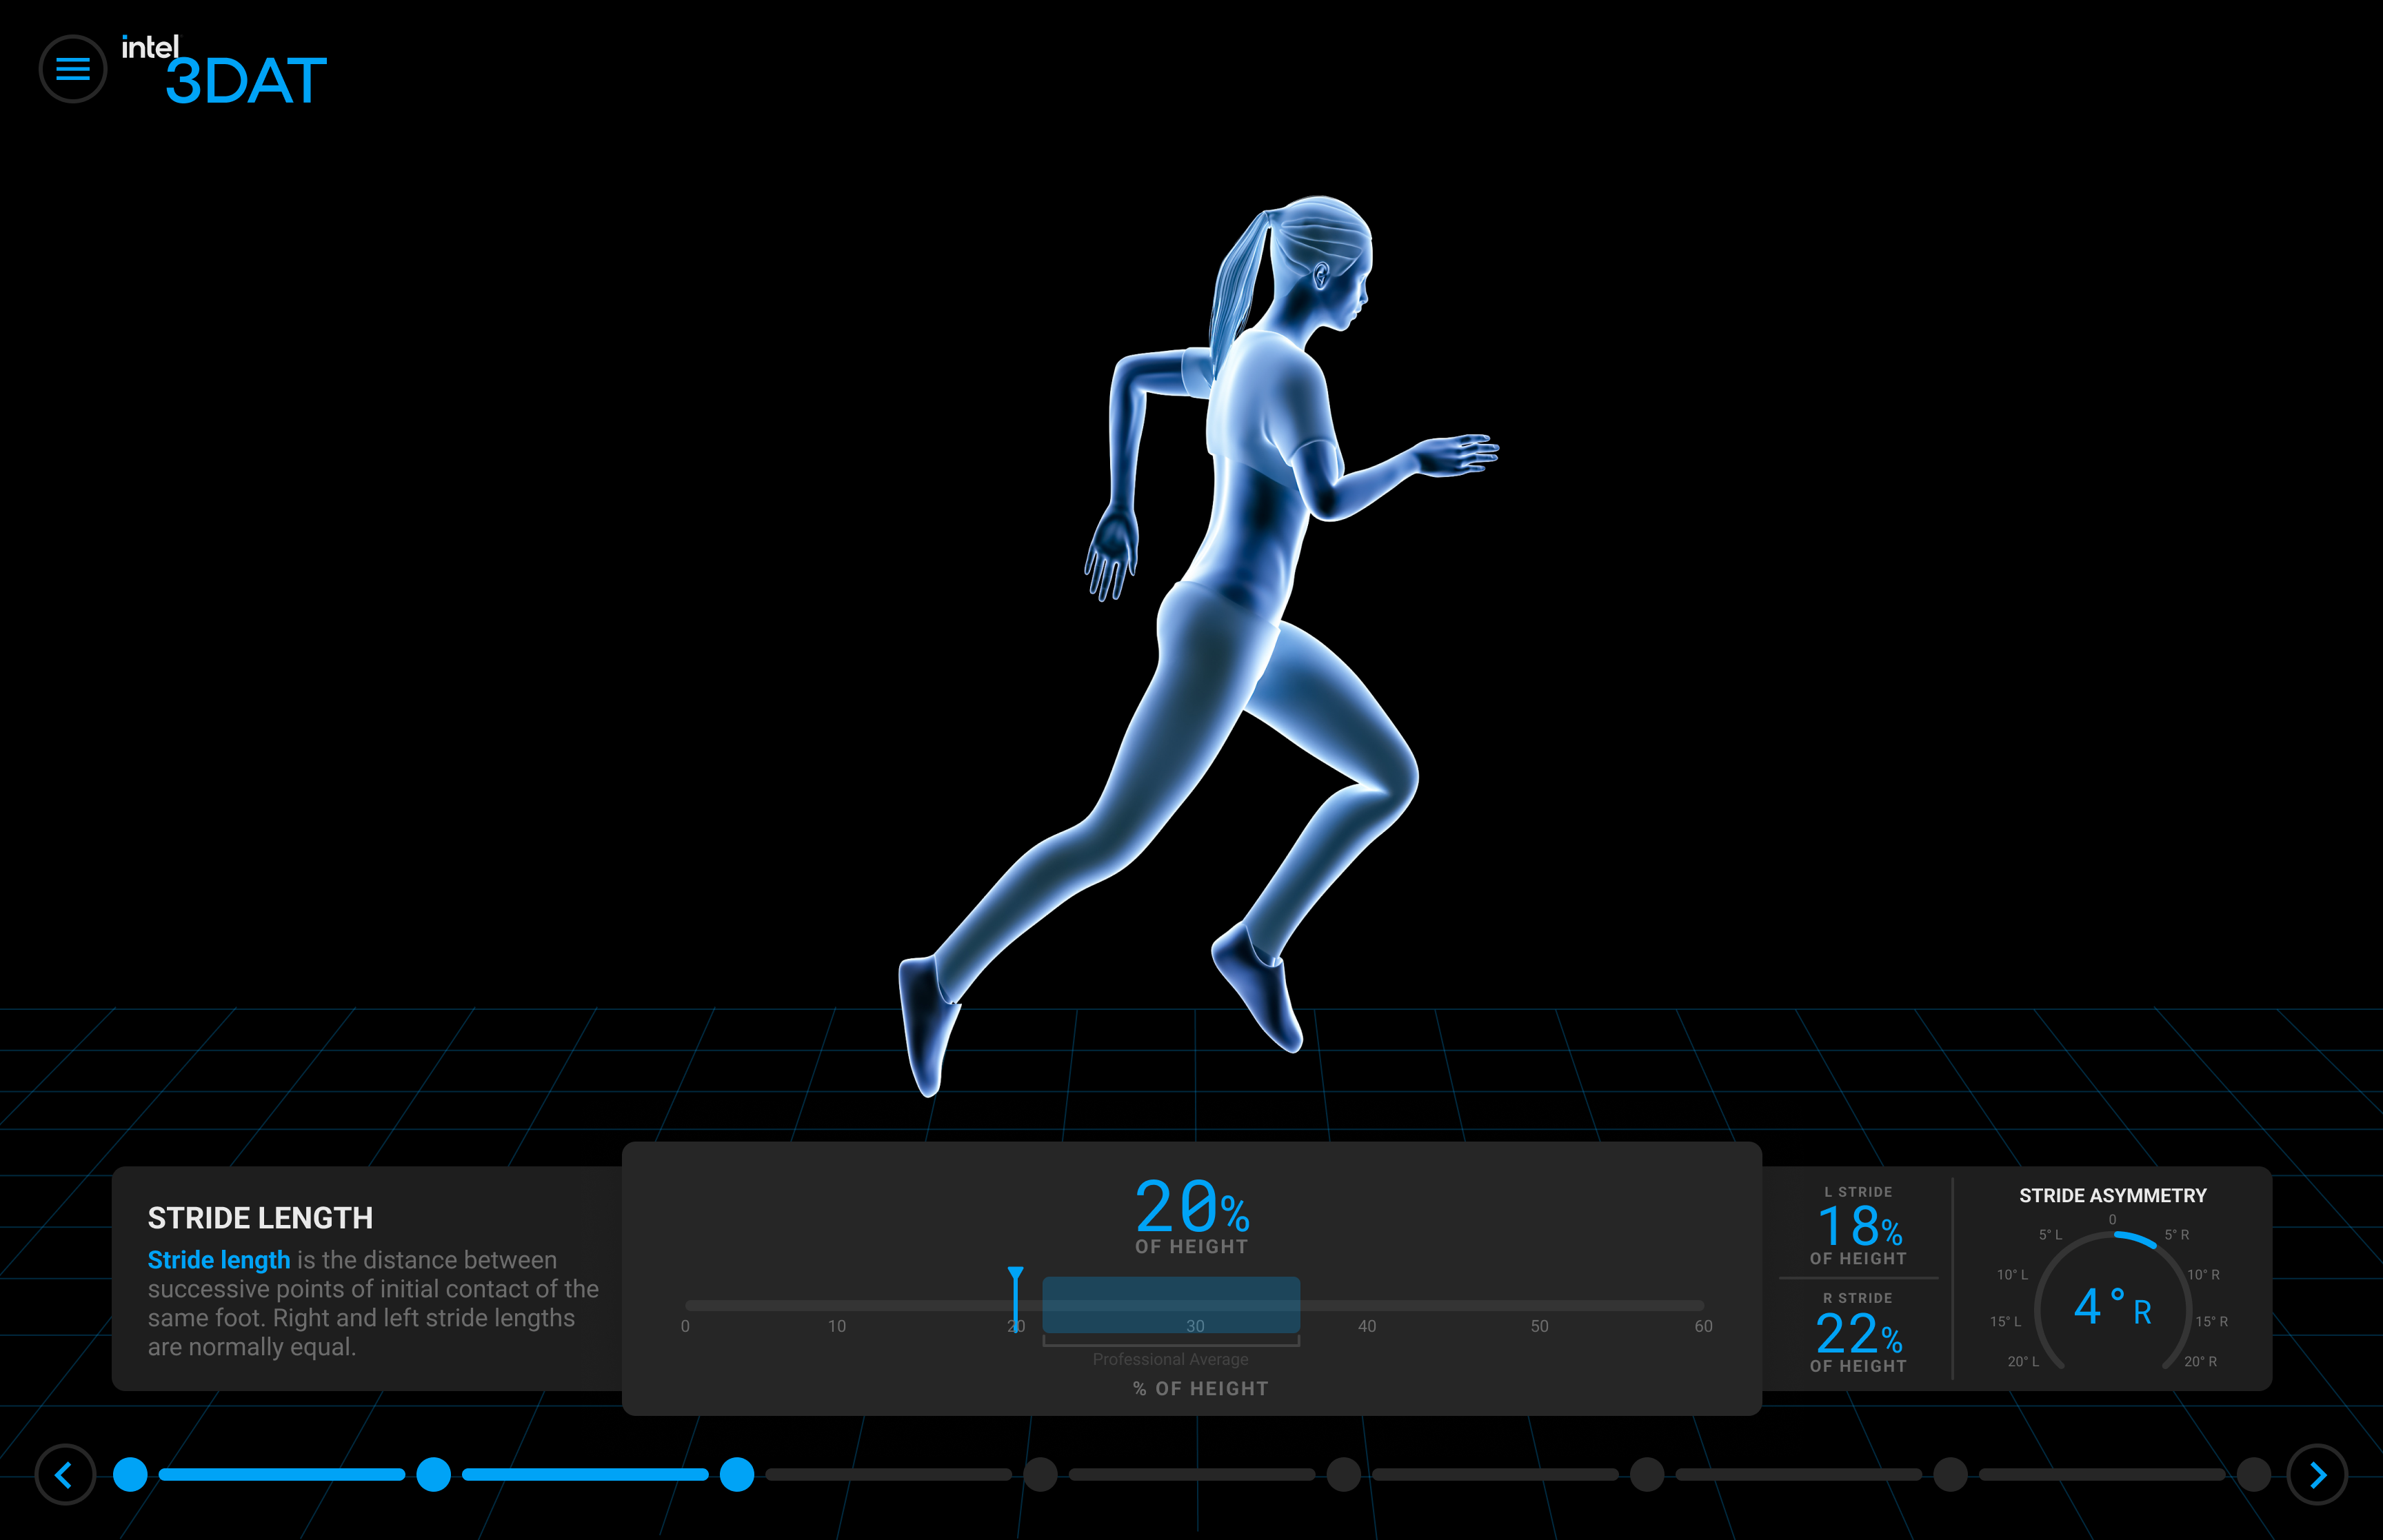 intel
3DAT
STRIDE LENGTH
Stride length is the distance between
successive points of initial contact of the
same foot. Right and left stride lengths
are normally equal.
20%
OF HEIGHT
0 10 20 30 40 50 60
Professional Average
% OF HEIGHT
L STRIDE
18%
OF HEIGHT
R STRIDE
22%
OF HEIGHT
STRIDE ASYMMETRY
0
5° L 5° R
10° L 10° R
15° L 15° R
20° L 20° R
4° R